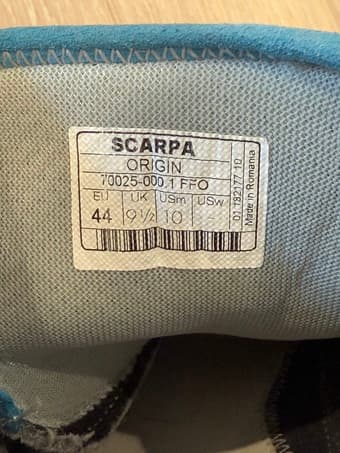 SCARPA
ORIGIN
70025-000 1 FFO
EU UK USm USw
44 9½ 10 -
01 782177 10
Made in Romania